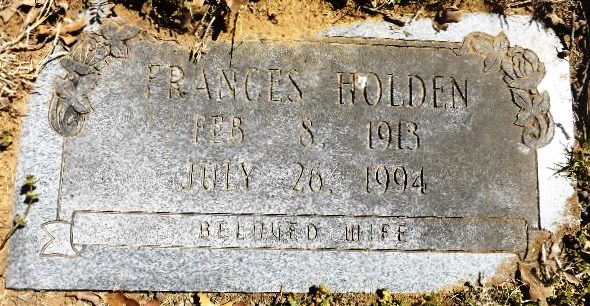 FRANCES HOLDEN
FEB 8, 1913
JULY 26, 1994
BELOVED WIFE